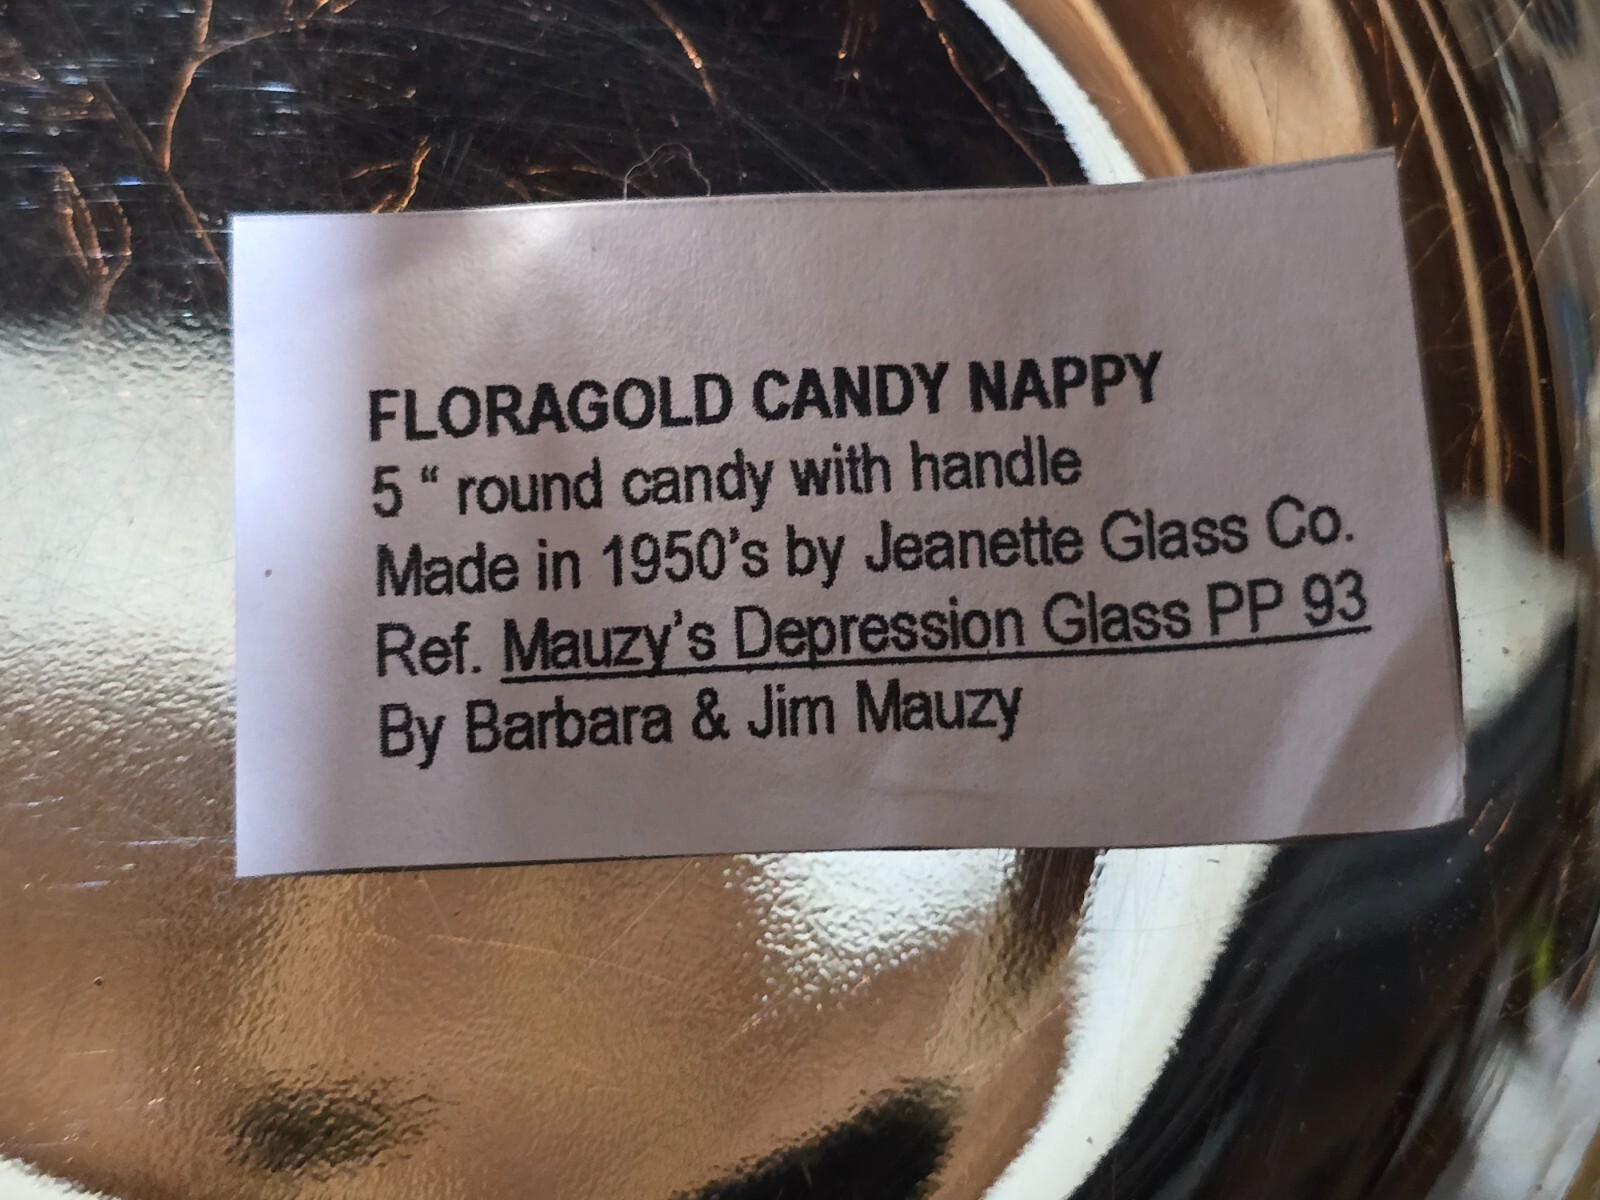 FLORAGOLD CANDY NAPPY
5 “ round candy with handle
Made in 1950's by Jeanette Glass Co.
Ref. Mauzy's Depression Glass PP 93
By Barbara & Jim Mauzy